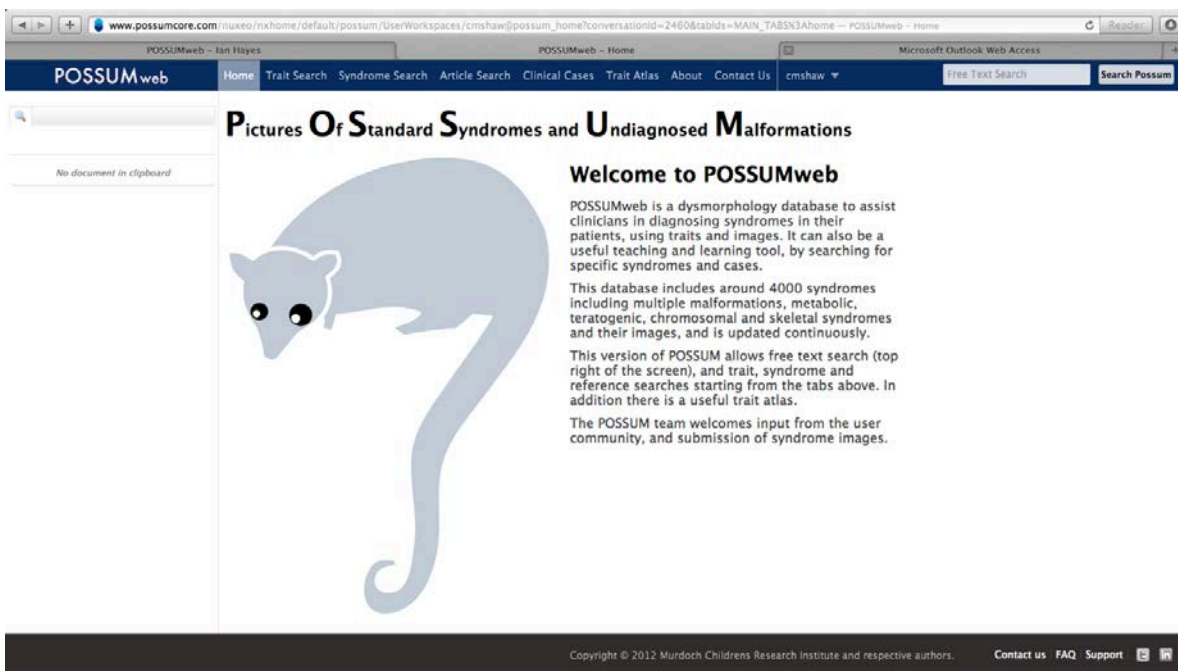 www.possumcore.com/nuxeo/nxhome/default/possum/UserWorkspaces/cmshaw@possum_home?conversationId=2460&tabIds=MAIN_TABS%3Ahome — POSSUMweb – Home
Reader
POSSUMweb – Ian Hayes
POSSUMweb – Home
Microsoft Outlook Web Access
POSSUM web
Home Trait Search Syndrome Search Article Search Clinical Cases Trait Atlas About Contact Us cmshaw
Free Text Search
Search Possum
Pictures Of Standard Syndromes and Undiagnosed Malformations
No document in clipboard
Welcome to POSSUMweb
POSSUMweb is a dysmorphology database to assist
clinicians in diagnosing syndromes in their
patients, using traits and images. It can also be a
useful teaching and learning tool, by searching for
specific syndromes and cases.
This database includes around 4000 syndromes
including multiple malformations, metabolic,
teratogenic, chromosomal and skeletal syndromes
and their images, and is updated continuously.
This version of POSSUM allows free text search (top
right of the screen), and trait, syndrome and
reference searches starting from the tabs above. In
addition there is a useful trait atlas.
The POSSUM team welcomes input from the user
community, and submission of syndrome images.
Copyright © 2012 Murdoch Childrens Research Institute and respective authors.
Contact us FAQ Support